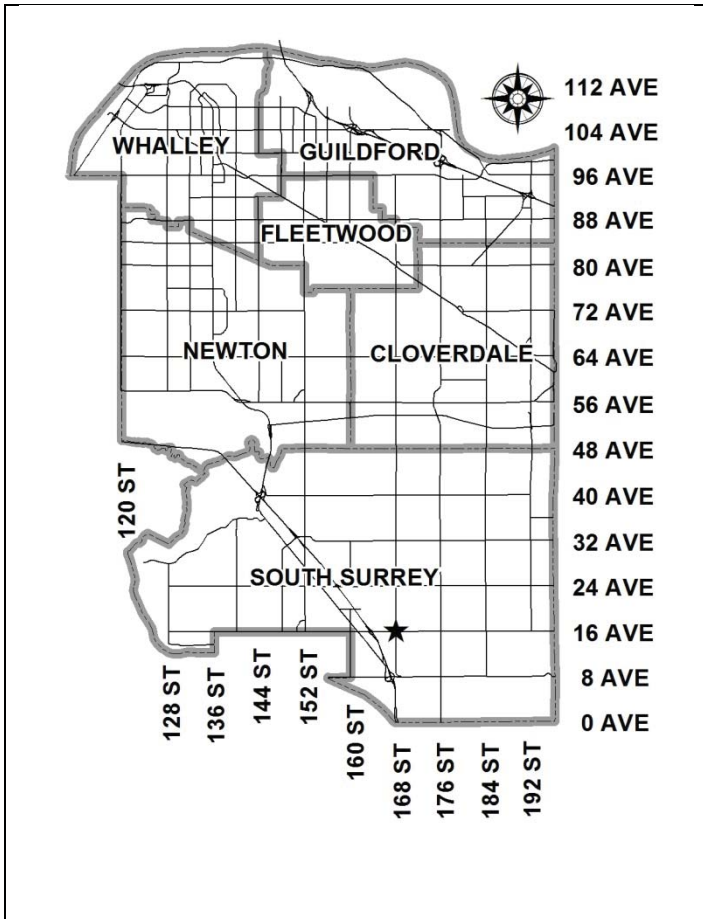 112 AVE
104 AVE
WHALLEY
GUILDFORD
96 AVE
88 AVE
FLEETWOOD
80 AVE
72 AVE
NEWTON
CLOVERDALE
64 AVE
56 AVE
48 AVE
120 ST
40 AVE
32 AVE
SOUTH SURREY
24 AVE
16 AVE
8 AVE
0 AVE
128 ST
136 ST
144 ST
152 ST
160 ST
168 ST
176 ST
184 ST
192 ST